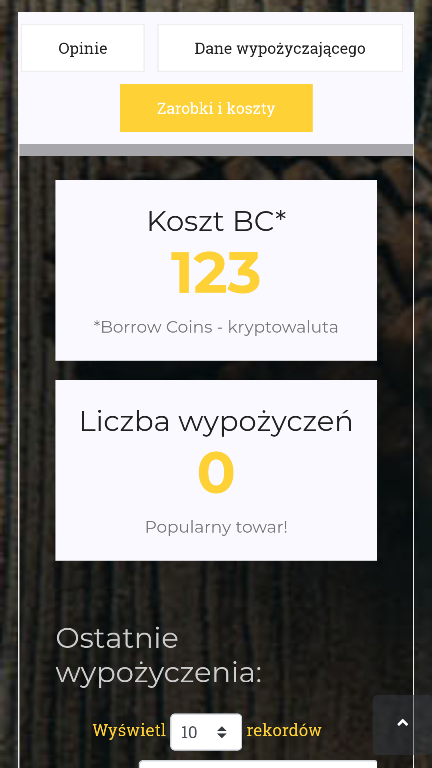 Opinie
Dane wypożyczającego
Zarobki i koszty
Koszt BC*
123
*Borrow Coins - kryptowaluta
Liczba wypożyczeń
0
Popularny towar!
Ostatnie
wypożyczenia:
Wyświetl 10 rekordów